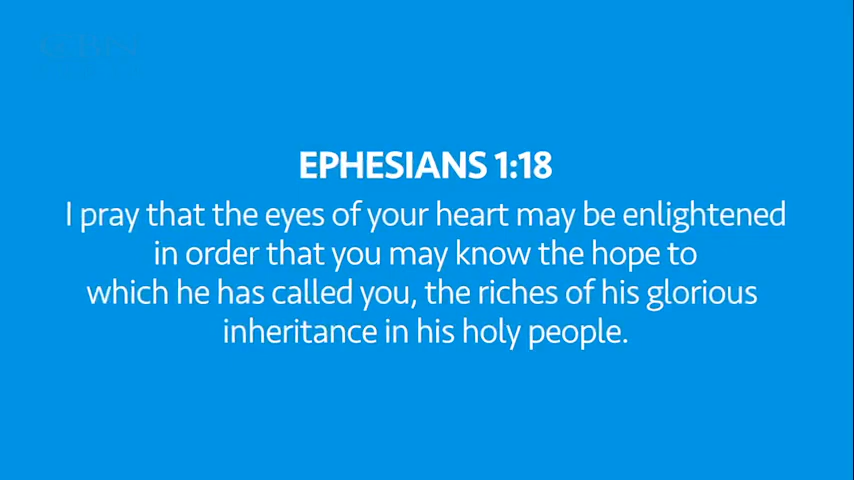 EPHESIANS 1:18
I pray that the eyes of your heart may be enlightened
in order that you may know the hope to
which he has called you, the riches of his glorious
inheritance in his holy people.